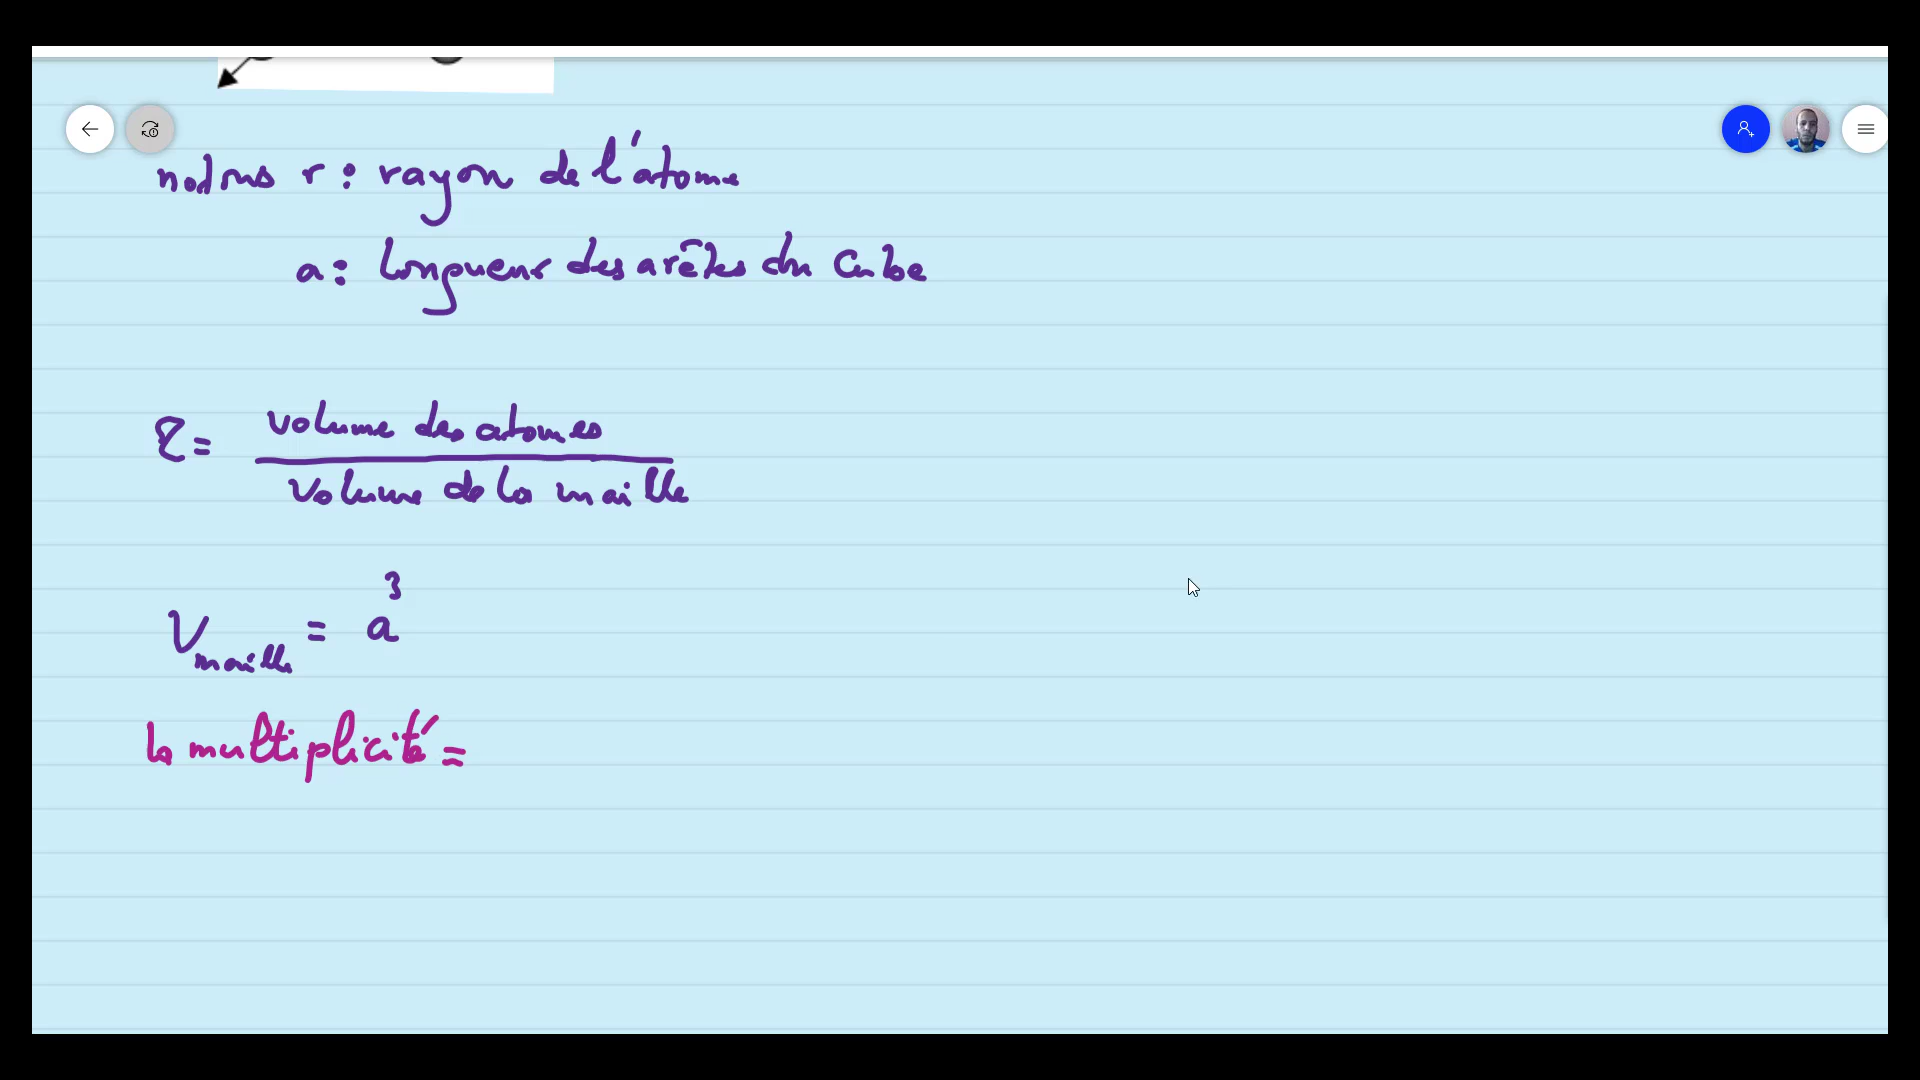 notons r : rayon de l'atome
a : longueur des arêtes du Cube
τ = volume des atomes
volume de la maille
V maille = a³
la multiplicité =